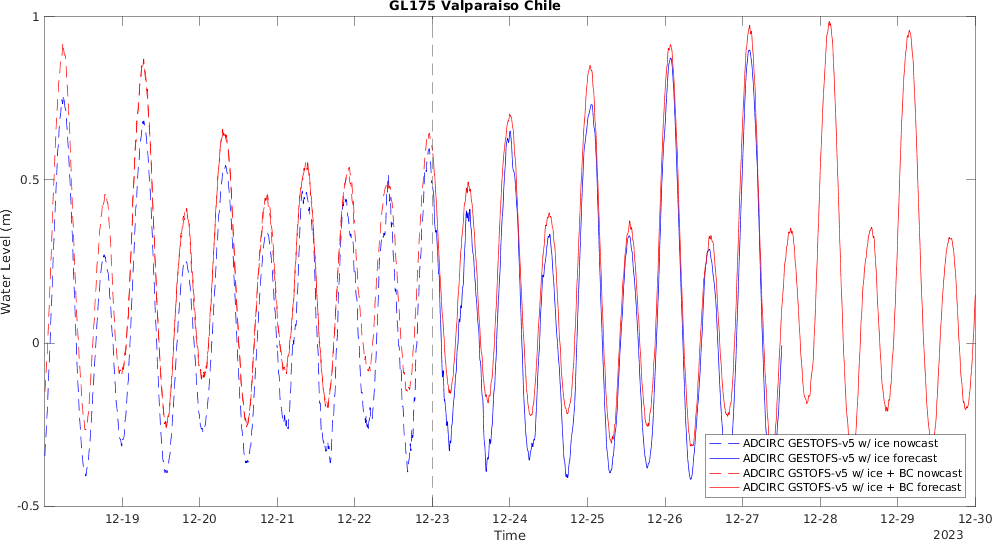 GL175 Valparaiso Chile
1
0.5
0
-0.5
Water Level (m)
12-19 12-20 12-21 12-22 12-23 12-24 12-25 12-26 12-27 12-28 12-29 12-30
Time
2023
ADCIRC GESTOFS-v5 w/ ice nowcast
ADCIRC GESTOFS-v5 w/ ice forecast
ADCIRC GSTOFS-v5 w/ ice + BC nowcast
ADCIRC GSTOFS-v5 w/ ice + BC forecast